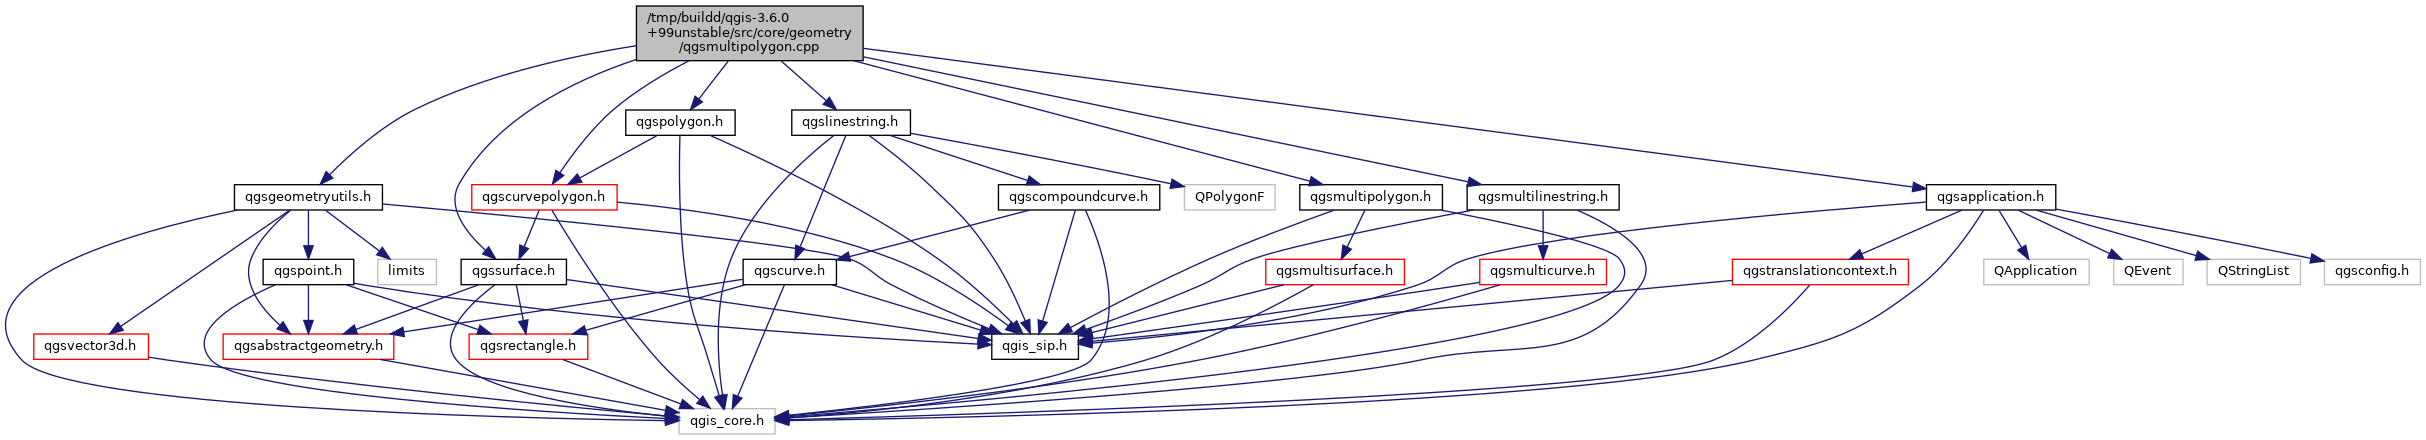 /tmp/buildd/qgis-3.6.0
+99unstable/src/core/geometry
/qgsmultipolygon.cpp
qgspolygon.h
qgslinestring.h
qgsgeometryutils.h
qgscurvepolygon.h
qgscompoundcurve.h
QPolygonF
qgsmultipolygon.h
qgsmultilinestring.h
qgsapplication.h
qgspoint.h
limits
qgssurface.h
qgscurve.h
qgsmultisurface.h
qgsmulticurve.h
qgstranslationcontext.h
QApplication
QEvent
QStringList
qgsconfig.h
qgsvector3d.h
qgsabstractgeometry.h
qgsrectangle.h
qgis_sip.h
qgis_core.h